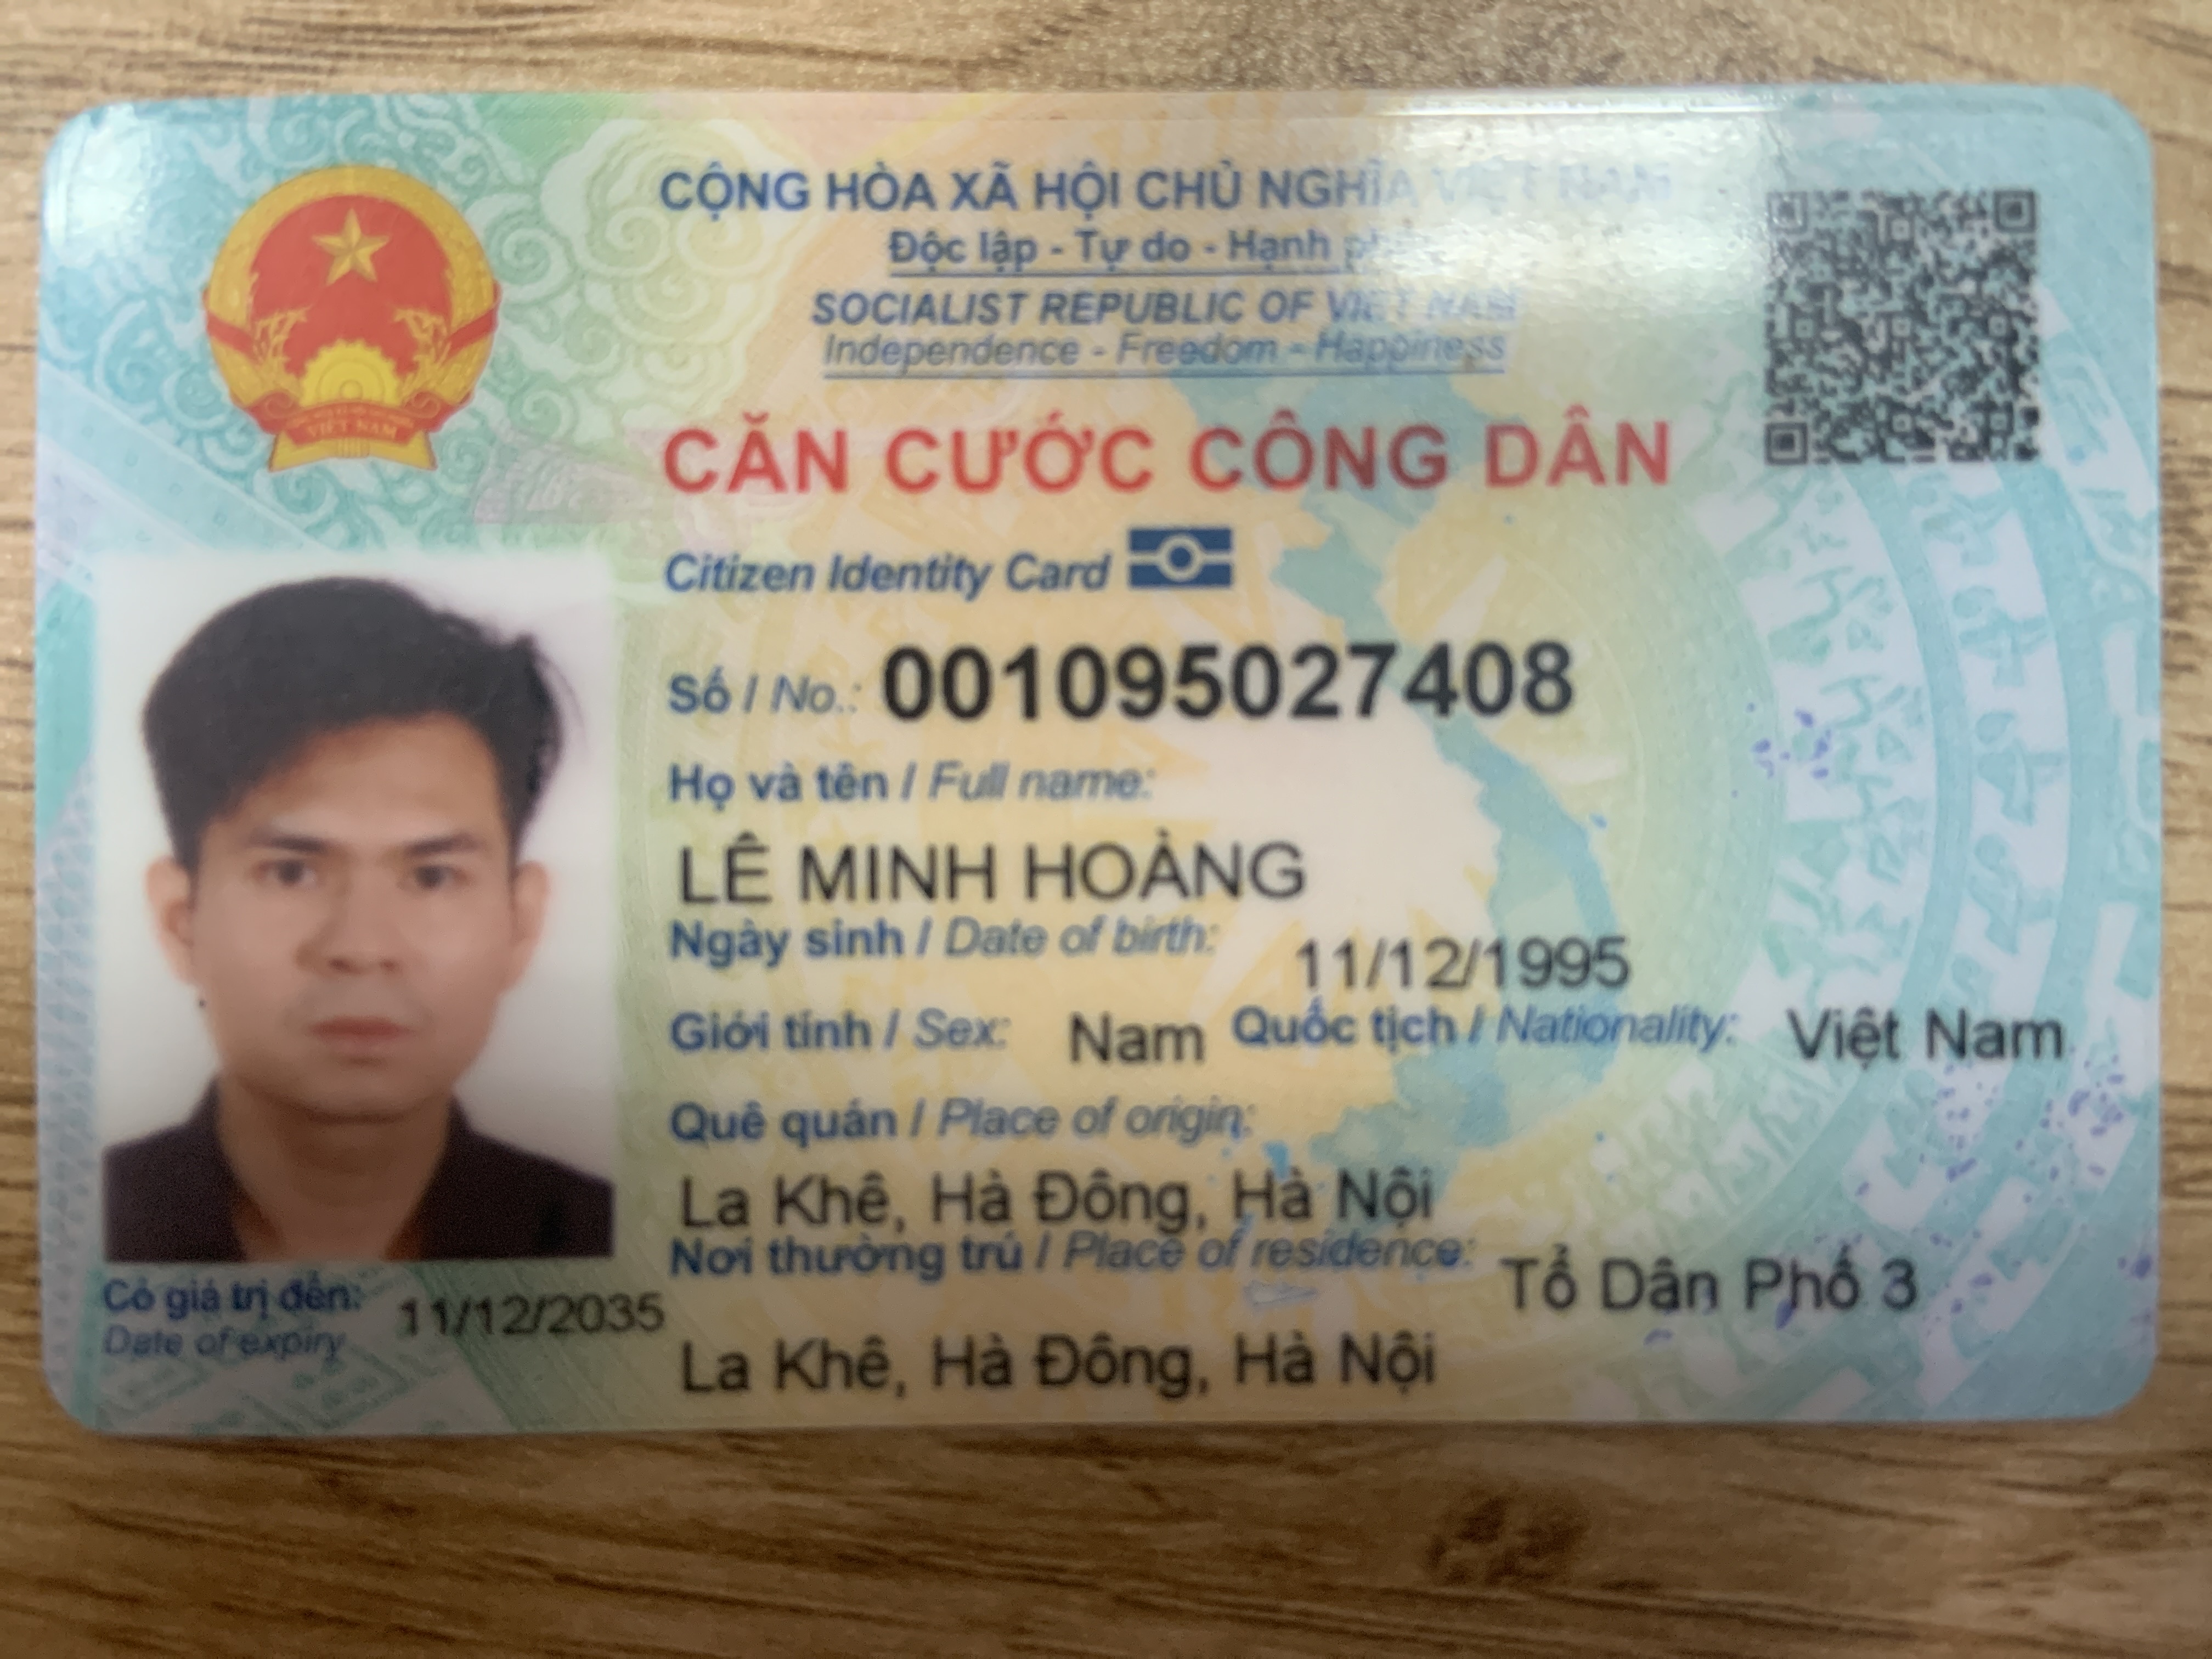 CỘNG HÒA XÃ HỘI CHỦ NGHĨA VIỆT NAM
Độc lập - Tự do - Hạnh phúc
SOCIALIST REPUBLIC OF VIET NAM
Independence - Freedom - Happiness
CĂN CƯỚC CÔNG DÂN
Citizen Identity Card
Số / No.: 001095027408
Họ và tên / Full name:
LÊ MINH HOÀNG
Ngày sinh / Date of birth: 11/12/1995
Giới tính / Sex: Nam Quốc tịch / Nationality: Việt Nam
Quê quán / Place of origin:
La Khê, Hà Đông, Hà Nội
Nơi thường trú / Place of residence: Tổ Dân Phố 3
La Khê, Hà Đông, Hà Nội
Có giá trị đến: 11/12/2035
Date of expiry
VIỆT NAM